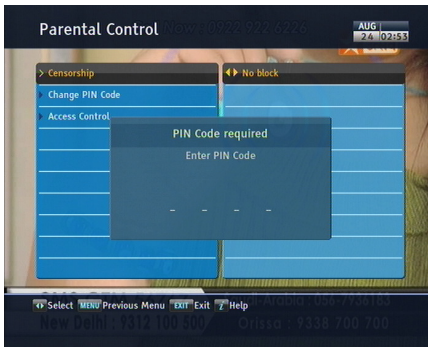 Parental Control
AUG
24 02:53
> Censorship
No block
Change PIN Code
Access Control
PIN Code required
Enter PIN Code
_ _ _ _
Select MENU Previous Menu EXIT Exit i Help
New Delhi : 9312 100 500 Orissa : 9338 700 700